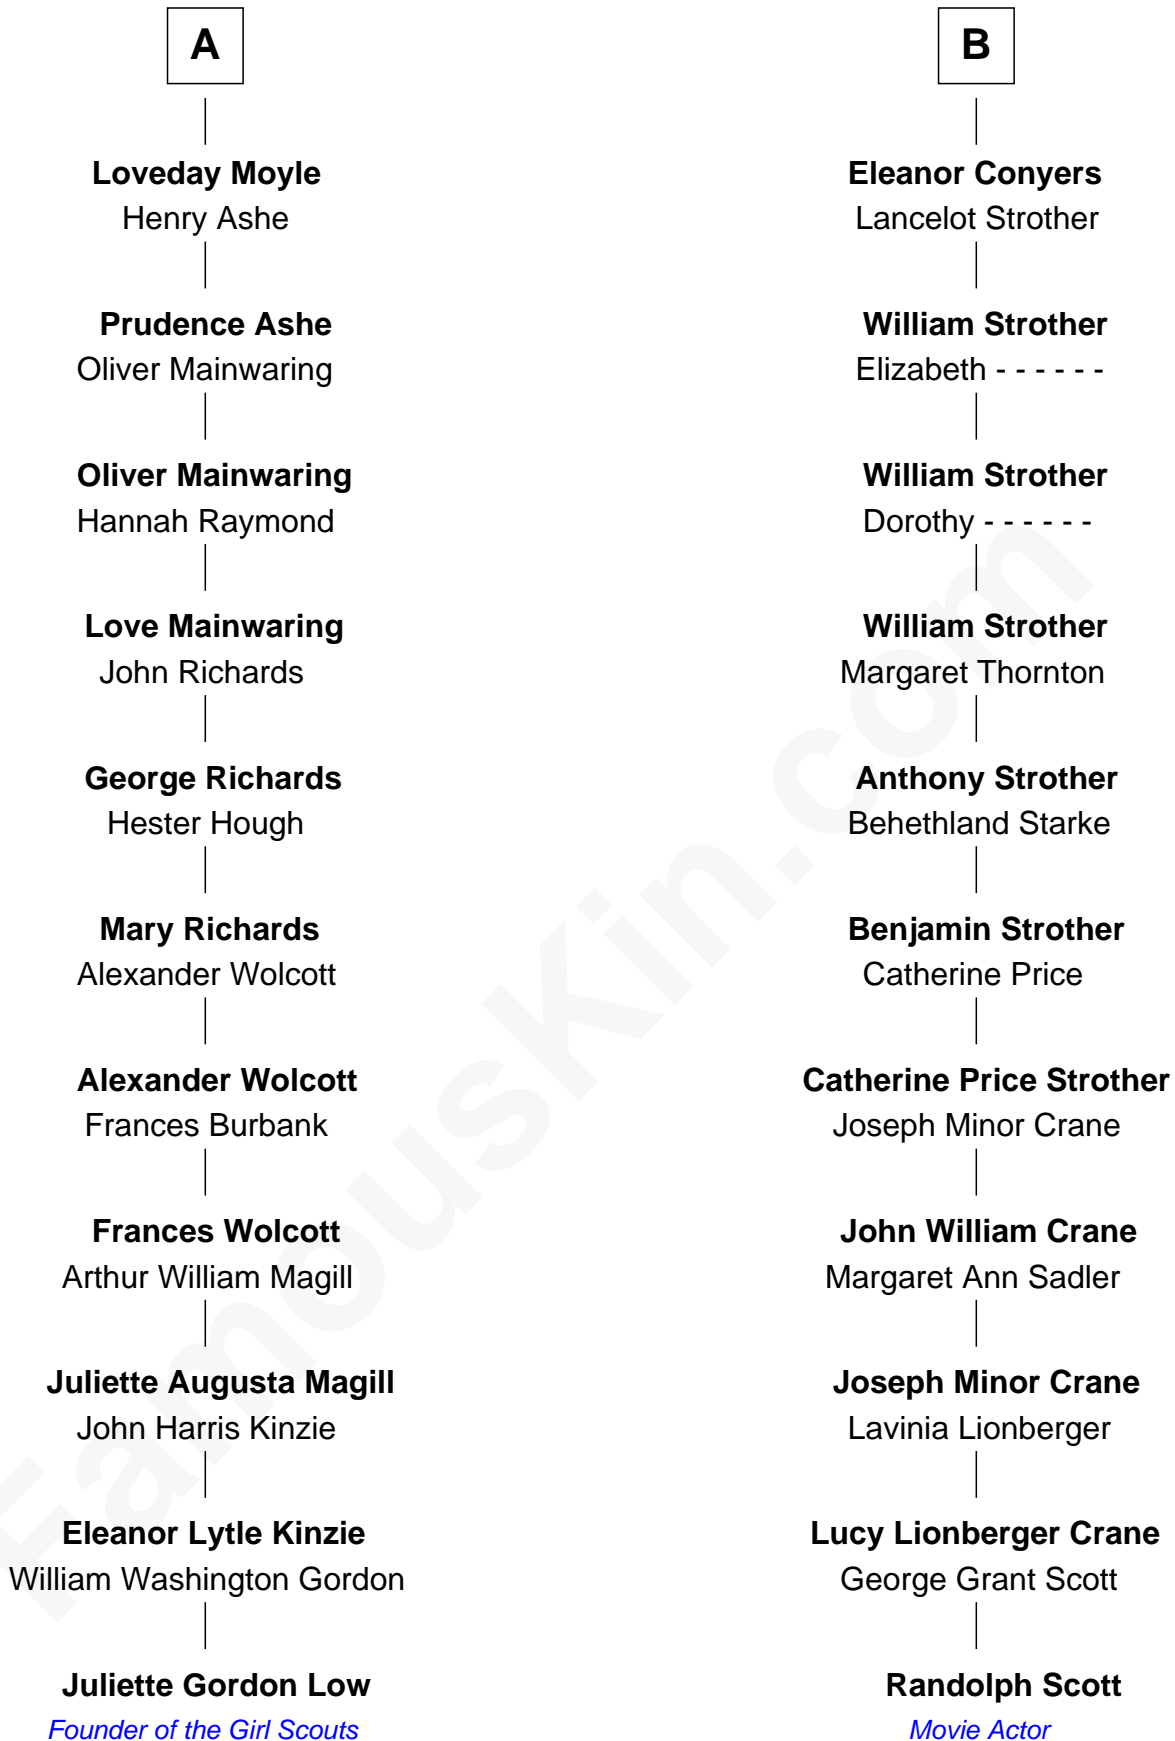 A
Loveday Moyle
Henry Ashe
Prudence Ashe
Oliver Mainwaring
Oliver Mainwaring
Hannah Raymond
Love Mainwaring
John Richards
George Richards
Hester Hough
Mary Richards
Alexander Wolcott
Alexander Wolcott
Frances Burbank
Frances Wolcott
Arthur William Magill
Juliette Augusta Magill
John Harris Kinzie
Eleanor Lytle Kinzie
William Washington Gordon
Juliette Gordon Low
Founder of the Girl Scouts
B
Eleanor Conyers
Lancelot Strother
William Strother
Elizabeth - - - - - -
William Strother
Dorothy - - - - - -
William Strother
Margaret Thornton
Anthony Strother
Behethland Starke
Benjamin Strother
Catherine Price
Catherine Price Strother
Joseph Minor Crane
John William Crane
Margaret Ann Sadler
Joseph Minor Crane
Lavinia Lionberger
Lucy Lionberger Crane
George Grant Scott
Randolph Scott
Movie Actor
FamousKin.com